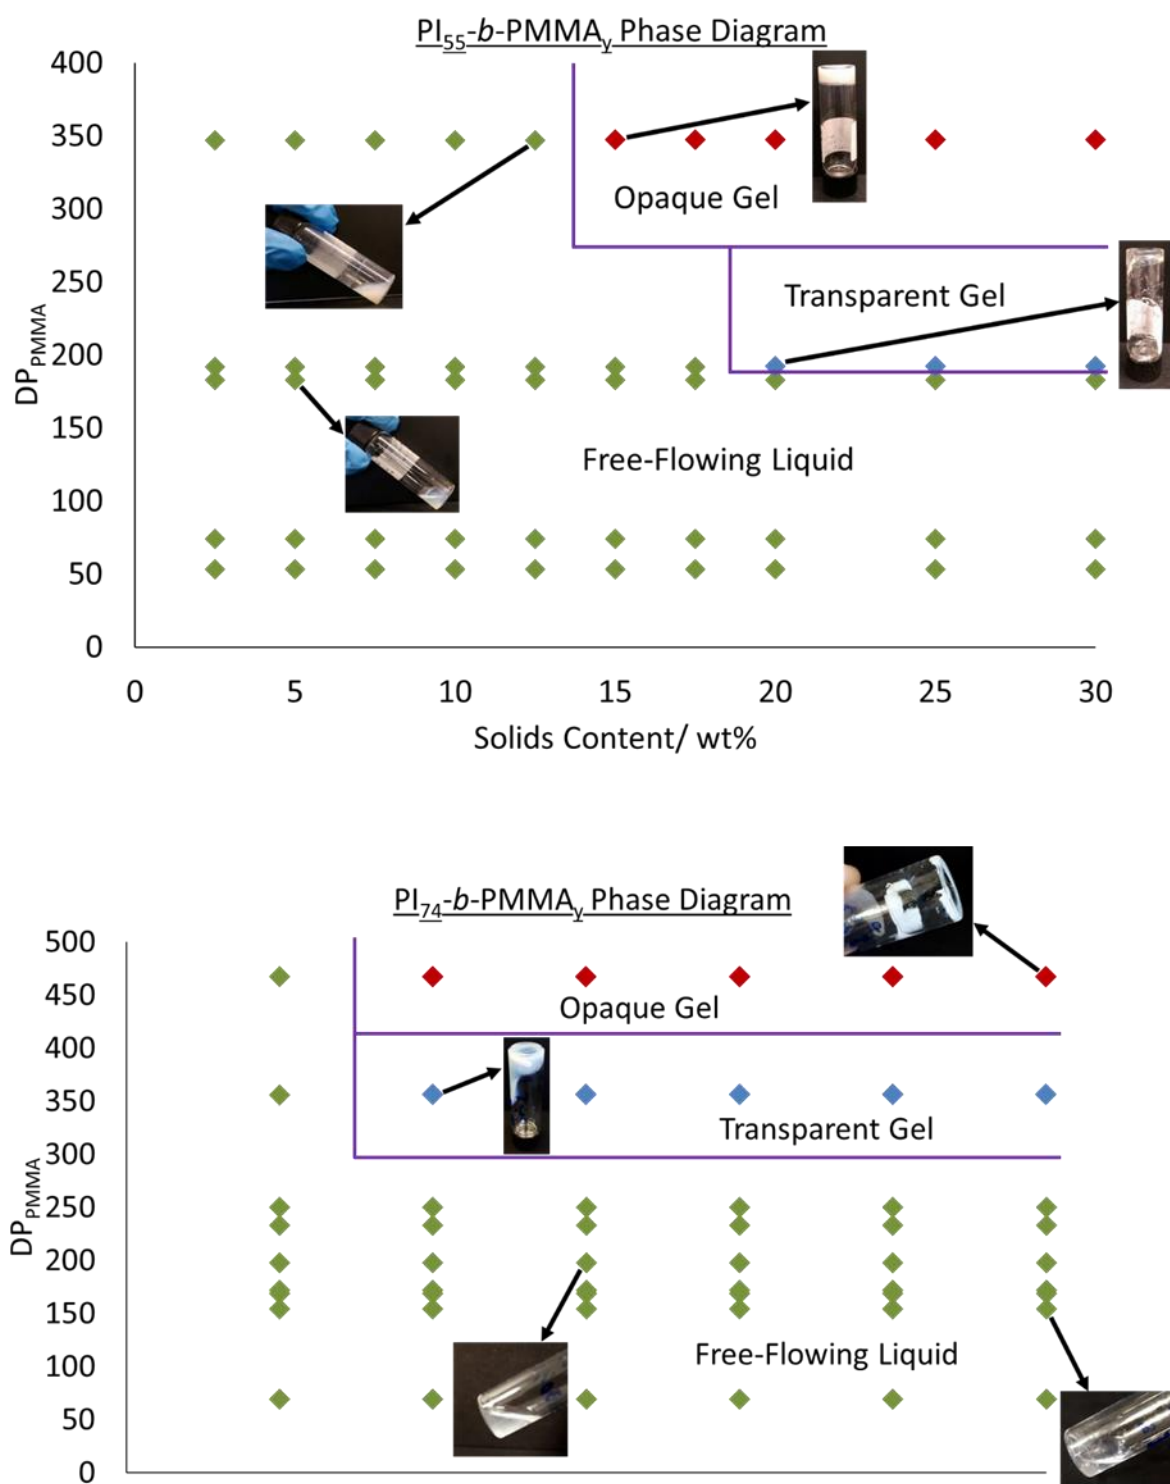 PI55-b-PMMAy Phase Diagram
400
350
300
250
200
150
100
50
0
DPPMMA
Opaque Gel
Transparent Gel
Free-Flowing Liquid
0 5 10 15 20 25 30
Solids Content/ wt%
PI74-b-PMMAy Phase Diagram
500
450
400
350
300
250
200
150
100
50
0
DPPMMA
Opaque Gel
Transparent Gel
Free-Flowing Liquid